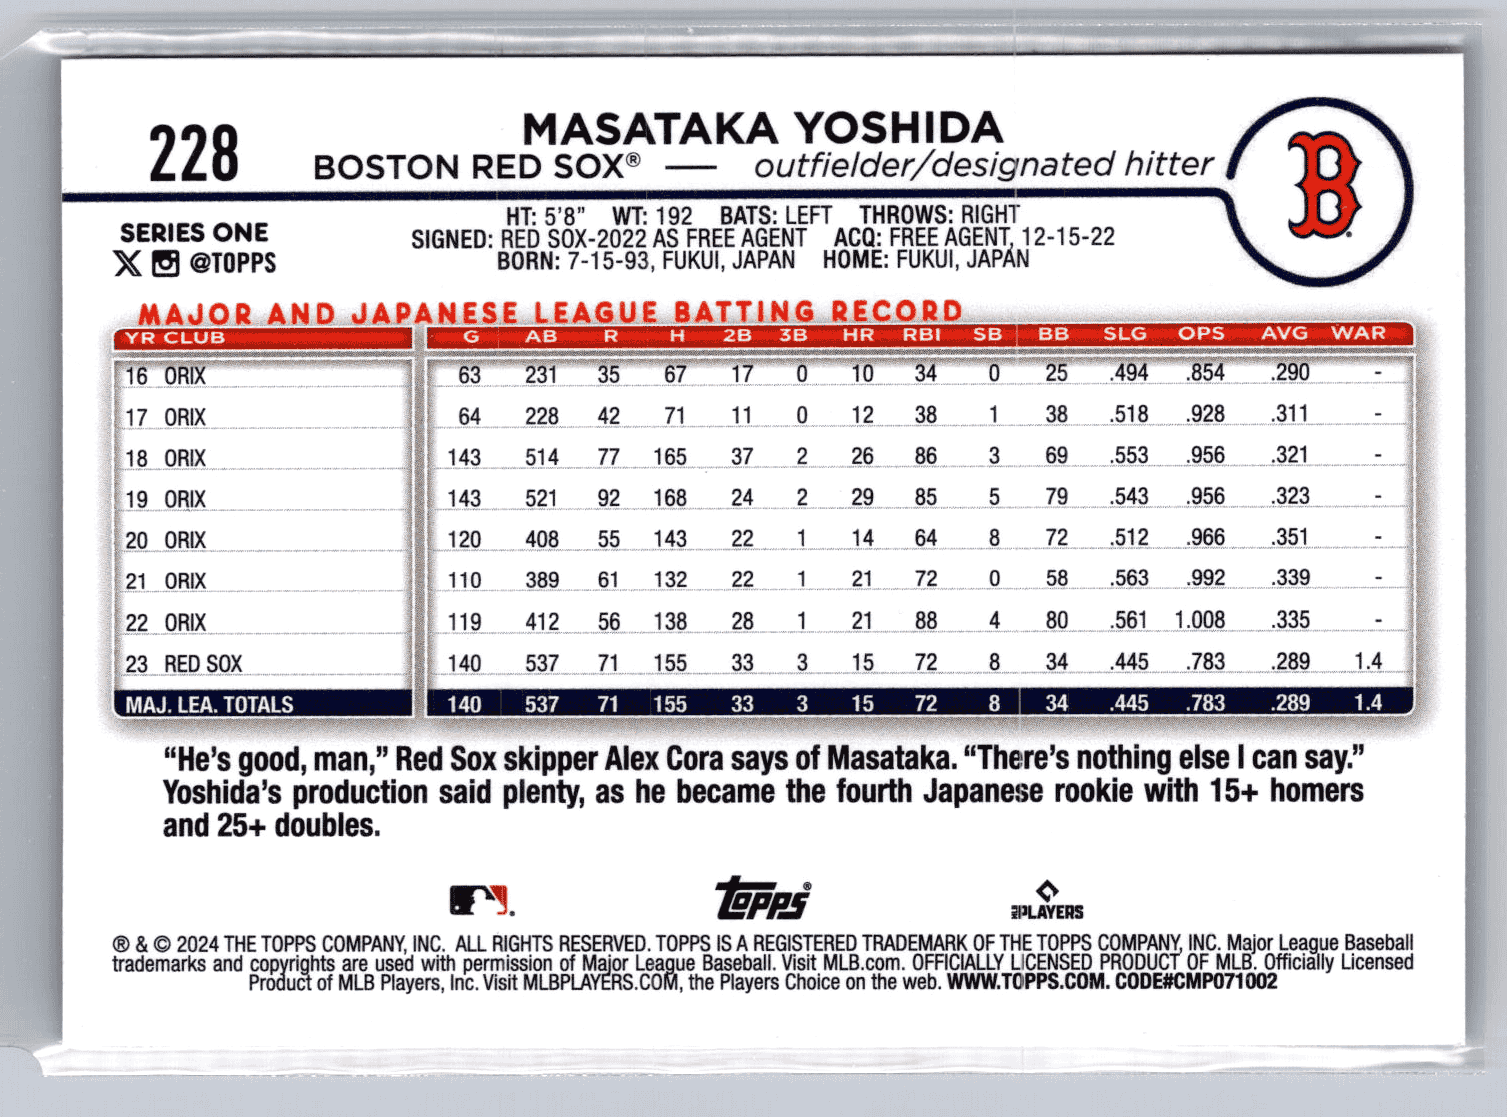 228
MASATAKA YOSHIDA
BOSTON RED SOX® — outfielder/designated hitter
B
SERIES ONE
X @TOPPS
HT: 5'8" WT: 192 BATS: LEFT THROWS: RIGHT
SIGNED: RED SOX-2022 AS FREE AGENT ACQ: FREE AGENT, 12-15-22
BORN: 7-15-93, FUKUI, JAPAN HOME: FUKUI, JAPAN
MAJOR AND JAPANESE LEAGUE BATTING RECORD
YR CLUB G AB R H 2B 3B HR RBI SB BB SLG OPS AVG WAR
16 ORIX 63 231 35 67 17 0 10 34 0 25 .494 .854 .290 -
17 ORIX 64 228 42 71 11 0 12 38 1 38 .518 .928 .311 -
18 ORIX 143 514 77 165 37 2 26 86 3 69 .553 .956 .321 -
19 ORIX 143 521 92 168 24 2 29 85 5 79 .543 .956 .323 -
20 ORIX 120 408 55 143 22 1 14 64 8 72 .512 .966 .351 -
21 ORIX 110 389 61 132 22 1 21 72 0 58 .563 .992 .339 -
22 ORIX 119 412 56 138 28 1 21 88 4 80 .561 1.008 .335 -
23 RED SOX 140 537 71 155 33 3 15 72 8 34 .445 .783 .289 1.4
MAJ. LEA. TOTALS 140 537 71 155 33 3 15 72 8 34 .445 .783 .289 1.4
“He’s good, man,” Red Sox skipper Alex Cora says of Masataka. “There’s nothing else I can say.”
Yoshida’s production said plenty, as he became the fourth Japanese rookie with 15+ homers
and 25+ doubles.
Topps®
MLB PLAYERS
® & © 2024 THE TOPPS COMPANY, INC. ALL RIGHTS RESERVED. TOPPS IS A REGISTERED TRADEMARK OF THE TOPPS COMPANY, INC. Major League Baseball
trademarks and copyrights are used with permission of Major League Baseball. Visit MLB.com. OFFICIALLY LICENSED PRODUCT OF MLB. Officially Licensed
Product of MLB Players, Inc. Visit MLBPLAYERS.COM, the Players Choice on the web. WWW.TOPPS.COM. CODE#CMP071002